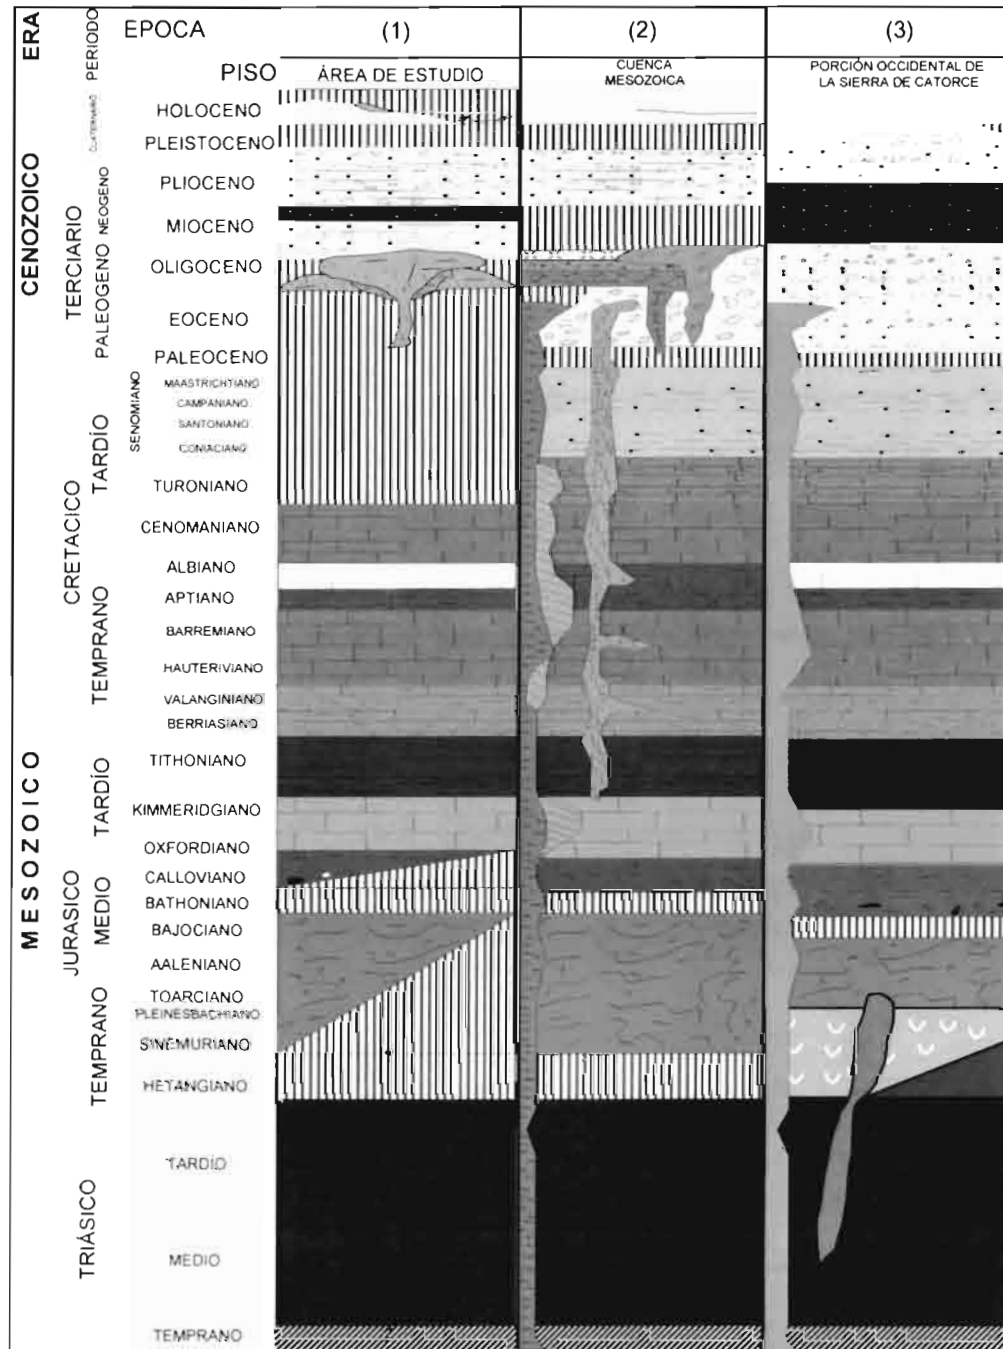 ERA
PERIODO
EPOCA
(1)
(2)
(3)
PISO
ÁREA DE ESTUDIO
CUENCA
MESOZOICA
PORCIÓN OCCIDENTAL DE
LA SIERRA DE CATORCE
CENOZOICO
CUATERNARIO
HOLOCENO
PLEISTOCENO
TERCIARIO
NEOGENO
PLIOCENO
MIOCENO
PALEOGENO
OLIGOCENO
EOCENO
PALEOCENO
MESOZOICO
CRETACICO
TARDÍO
SENOMIANO
MAASTRICHTIANO
CAMPANIANO
SANTONIANO
CONIACIANO
TURONIANO
CENOMANIANO
TEMPRANO
ALBIANO
APTIANO
BARREMIANO
HAUTERIVIANO
VALANGINIANO
BERRIASIANO
JURASICO
TARDÍO
TITHONIANO
KIMMERIDGIANO
OXFORDIANO
MEDIO
CALLOVIANO
BATHONIANO
BAJOCIANO
AALENIANO
TEMPRANO
TOARCIANO
PLEINESBACHIANO
SINEMURIANO
HETANGIANO
TRIÁSICO
TARDÍO
MEDIO
TEMPRANO